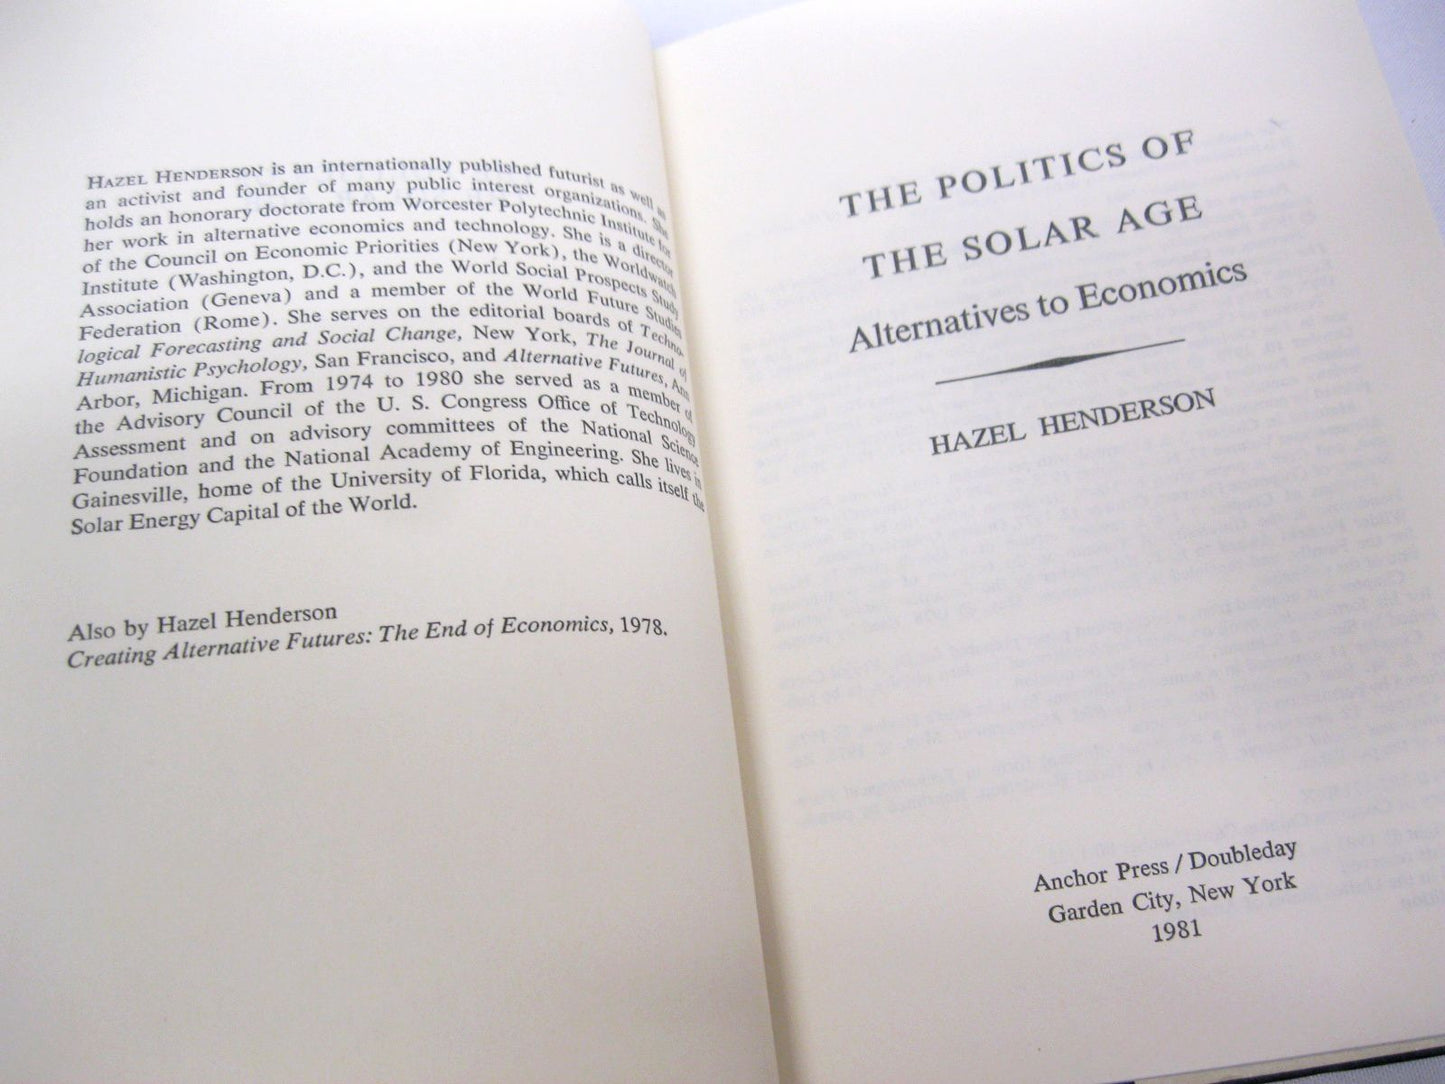 HAZEL HENDERSON is an internationally published futurist as well as
an activist and founder of many public interest organizations. She
holds an honorary doctorate from Worcester Polytechnic Institute for
her work in alternative economics and technology. She is a director
of the Council on Economic Priorities (New York), the Worldwatch
Institute (Washington, D.C.), and the World Social Prospects Study
Association (Geneva) and a member of the World Future Studies
Federation (Rome). She serves on the editorial boards of Techno-
logical Forecasting and Social Change, New York, The Journal of
Humanistic Psychology, San Francisco, and Alternative Futures, Ann
Arbor, Michigan. From 1974 to 1980 she served as a member of
the Advisory Council of the U. S. Congress Office of Technology
Assessment and on advisory committees of the National Science
Foundation and the National Academy of Engineering. She lives in
Gainesville, home of the University of Florida, which calls itself the
Solar Energy Capital of the World.
Also by Hazel Henderson
Creating Alternative Futures: The End of Economics, 1978.
THE POLITICS OF
THE SOLAR AGE
Alternatives to Economics
HAZEL HENDERSON
Anchor Press / Doubleday
Garden City, New York
1981